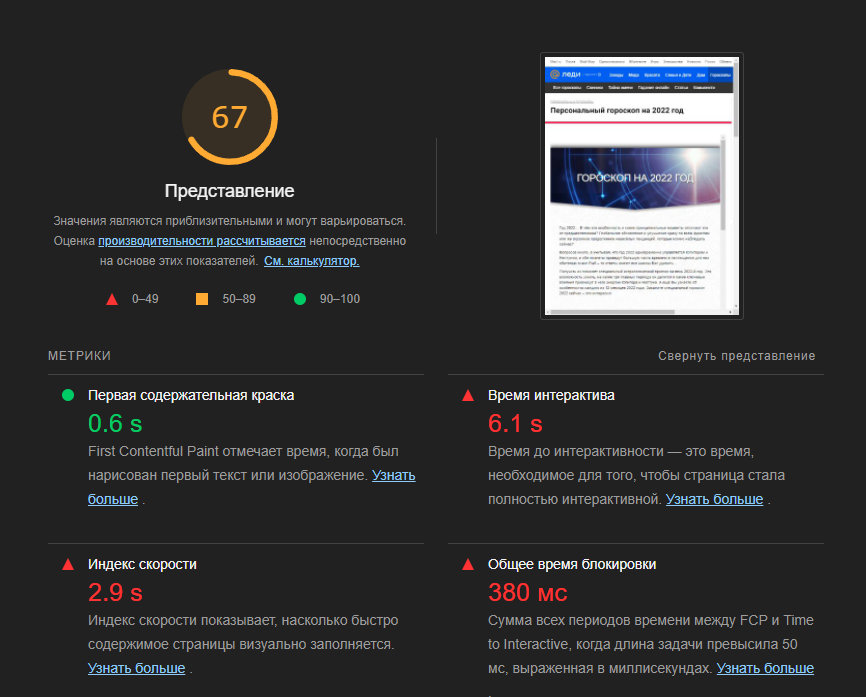 67
Представление
Значения являются приблизительными и могут варьироваться.
Оценка производительности рассчитывается непосредственно
на основе этих показателей. См. калькулятор.
0–49
50–89
90–100
леди
Персональный гороскоп на 2022 год
ГОРОСКОП НА 2022 ГОД
МЕТРИКИ
Свернуть представление
Первая содержательная краска
0.6 s
First Contentful Paint отмечает время, когда был
нарисован первый текст или изображение. Узнать
больше .
Время интерактива
6.1 s
Время до интерактивности — это время,
необходимое для того, чтобы страница стала
полностью интерактивной. Узнать больше .
Индекс скорости
2.9 s
Индекс скорости показывает, насколько быстро
содержимое страницы визуально заполняется.
Узнать больше .
Общее время блокировки
380 мс
Сумма всех периодов времени между FCP и Time
to Interactive, когда длина задачи превысила 50
мс, выраженная в миллисекундах. Узнать больше